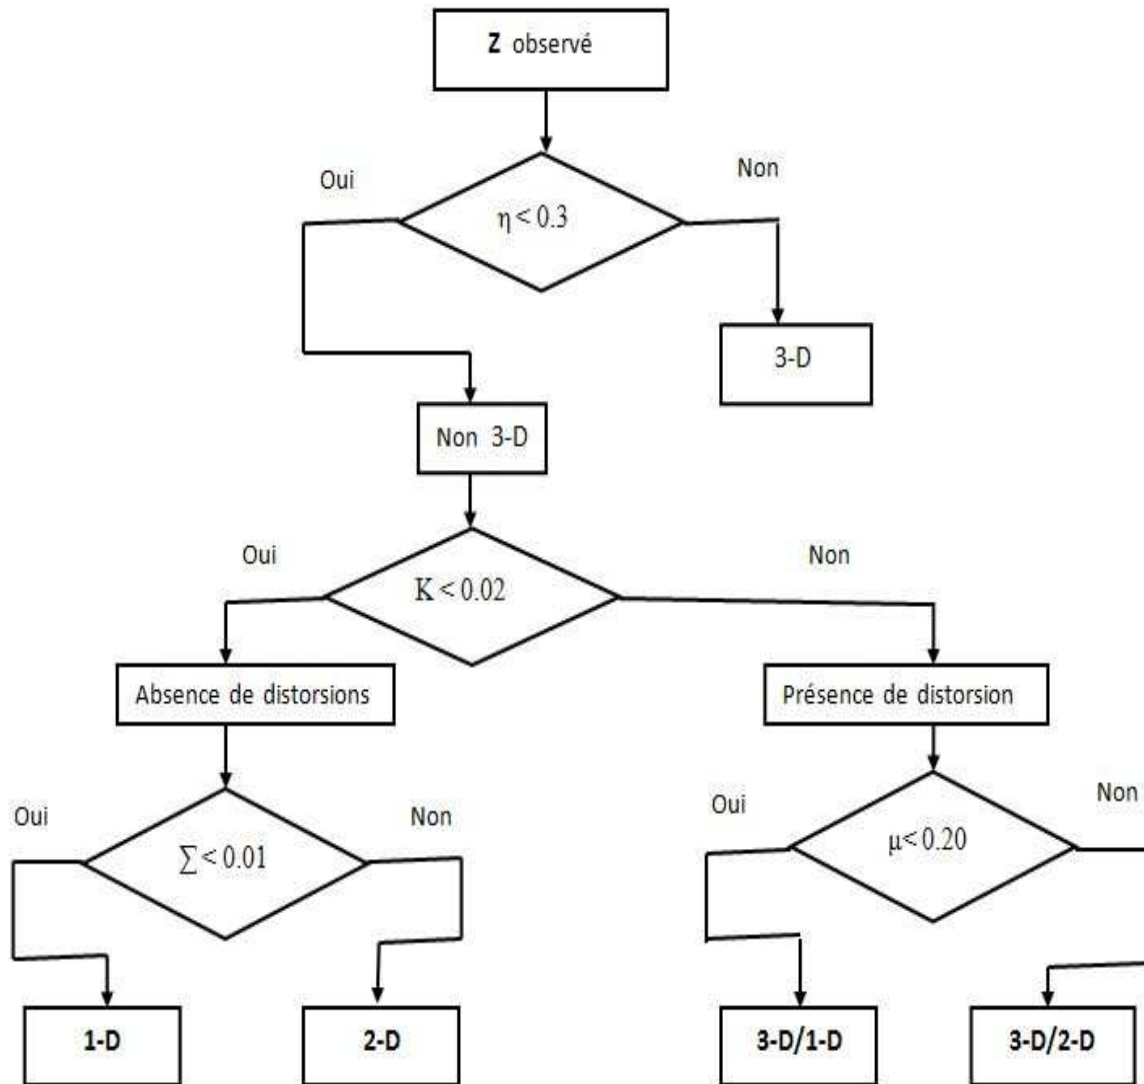 Z observé
Oui
Non
η < 0.3
3-D
Non 3-D
Oui
Non
K < 0.02
Absence de distorsions
Présence de distorsion
Oui
Non
Oui
Non
∑ < 0.01
μ < 0.20
1-D
2-D
3-D/1-D
3-D/2-D